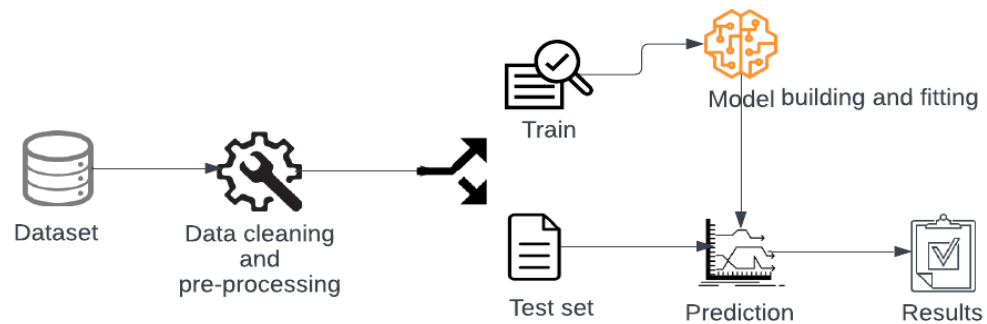 Dataset
Data cleaning
and
pre-processing
Train
Model building and fitting
Test set
Prediction
Results